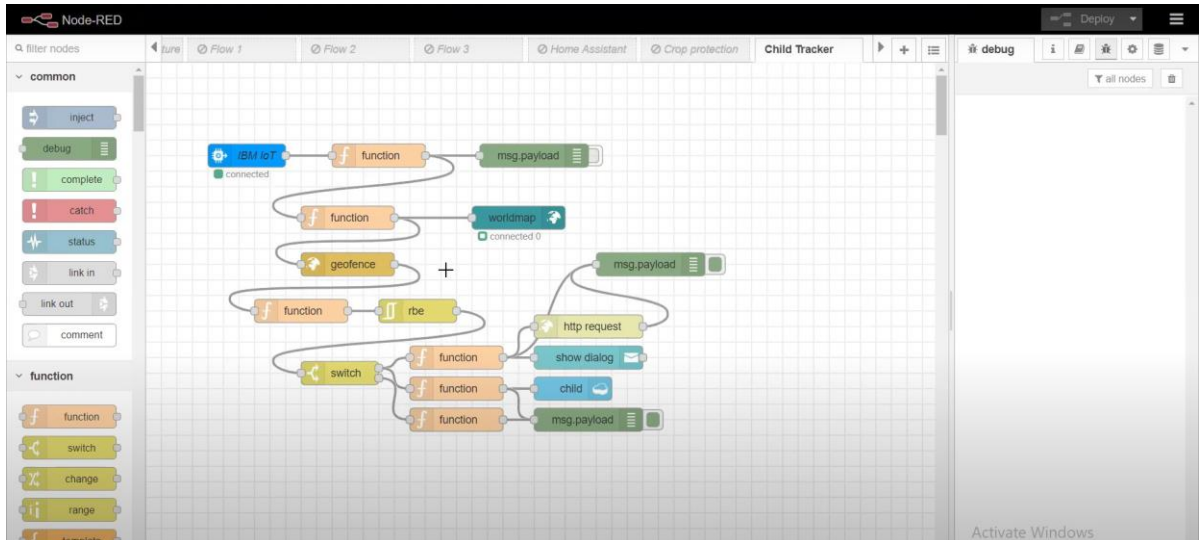 Node-RED
Deploy
filter nodes
ture
Flow 1
Flow 2
Flow 3
Home Assistant
Crop protection
Child Tracker
debug
i
common
all nodes
inject
debug
complete
catch
status
link in
link out
comment
function
function
switch
change
range
template
IBM IoT
connected
function
msg.payload
function
worldmap
connected 0
geofence
msg.payload
function
rbe
http request
switch
function
show dialog
function
child
function
msg.payload
Activate Windows